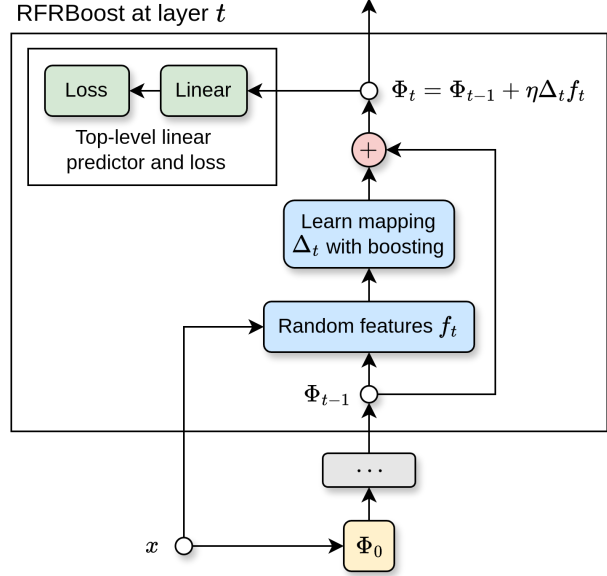 RFRBoost at layer t
Loss
Linear
Φₜ = Φₜ₋₁ + ηΔₜfₜ
Top-level linear
predictor and loss
+
Learn mapping
Δₜ with boosting
Random features fₜ
Φₜ₋₁
···
x
Φ₀